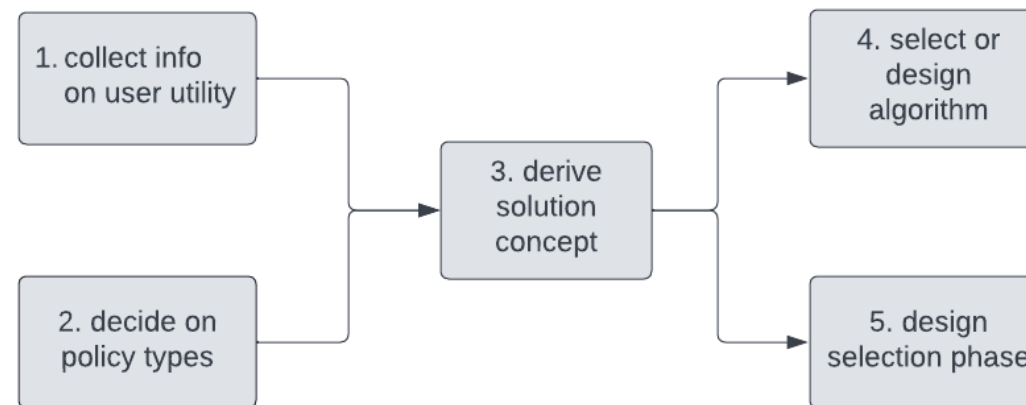 1. collect info
on user utility
2. decide on
policy types
3. derive
solution
concept
4. select or
design
algorithm
5. design
selection phase